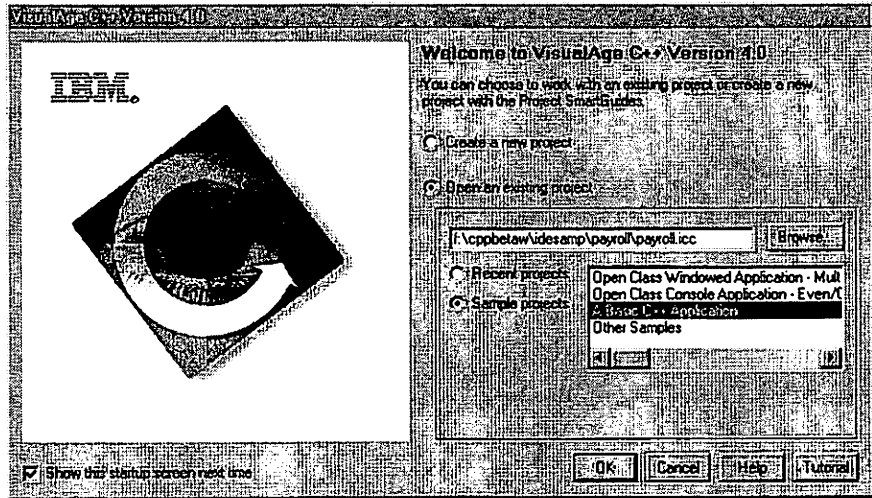 VisualAge C++ Version 4.0
IBM.
Welcome to VisualAge C++ Version 4.0
You can choose to work with an existing project or create a new
project with the Project SmartGuides.
Create a new project
Open an existing project
f:\cppbetaw\idesamp\payroll\payroll.icc
Browse...
Recent projects
Sample projects
Open Class Windowed Application - Mult
Open Class Console Application - Even/
A Basic C++ Application
Other Samples
Show this startup screen next time
OK
Cancel
Help
Tutorial